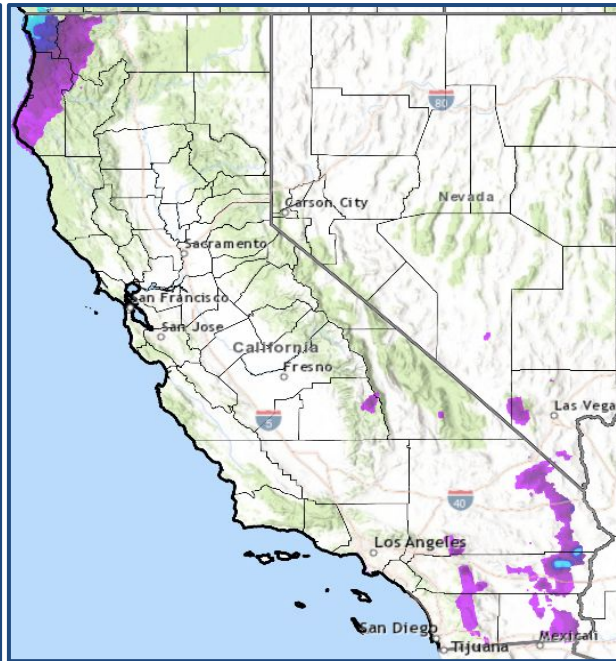 80
Carson City
Nevada
Sacramento
San Francisco
San Jose
California
Fresno
5
Las Vega
40
Los Angeles
San Diego
Tijuana
Mexicali